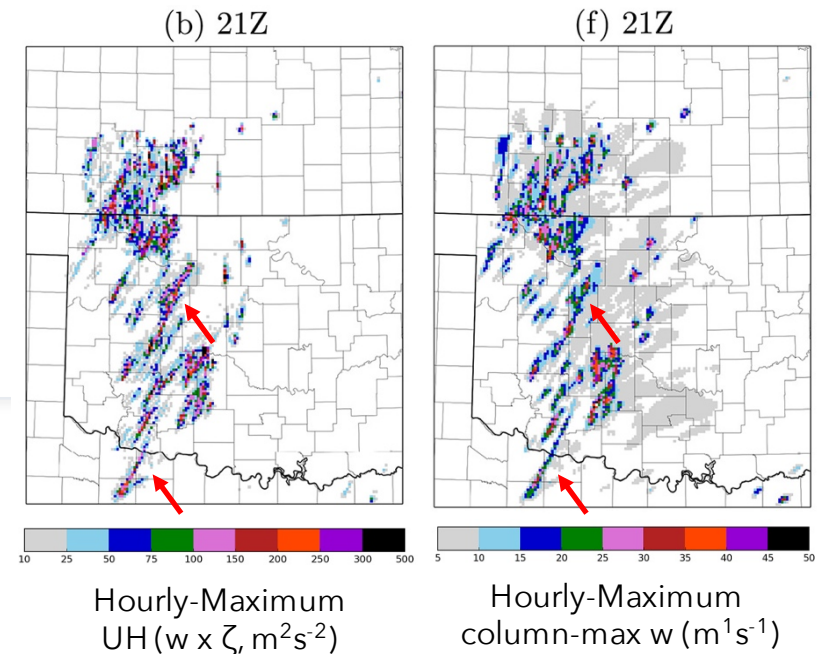 (b) 21Z
(f) 21Z
10 25 50 75 100 150 200 250 300 500
5 10 15 20 25 30 35 40 45 50
Hourly-Maximum
UH (w x ζ, m²s⁻²)
Hourly-Maximum
column-max w (m¹s⁻¹)